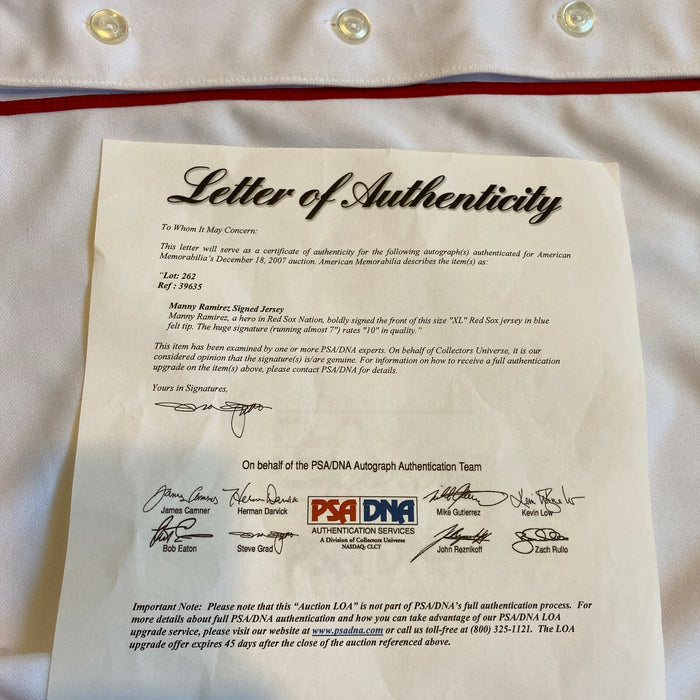 Letter of Authenticity
To Whom It May Concern:
This letter will serve as a certificate of authenticity for the following autograph(s) authenticated for American
Memorabilia's December 18, 2007 auction. American Memorabilia describes the item(s) as:
"Lot: 262
Ref : 39635
Manny Ramirez Signed Jersey
Manny Ramirez, a hero in Red Sox Nation, boldly signed the front of this size "XL" Red Sox jersey in blue
felt tip. The huge signature (running almost 7") rates "10" in quality."
This item has been examined by one or more PSA/DNA experts. On behalf of Collectors Universe, it is our
considered opinion that the signature(s) is/are genuine. For information on how to receive a full authentication
upgrade on the item(s) above, please contact PSA/DNA for details.
Yours in Signatures,
On behalf of the PSA/DNA Autograph Authentication Team
James Camner Herman Darvick Mike Gutierrez Kevin Low
PSA DNA
AUTHENTICATION SERVICES
A Division of Collectors Universe
NASDAQ: CLCT
Bob Eaton Steve Grad John Reznikoff Zach Rullo
Important Note: Please note that this "Auction LOA" is not part of PSA/DNA's full authentication process. For
more details about full PSA/DNA authentication and how you can take advantage of our PSA/DNA LOA
upgrade service, please visit our website at www.psadna.com or call us toll-free at (800) 325-1121. The LOA
upgrade offer expires 45 days after the close of the auction referenced above.